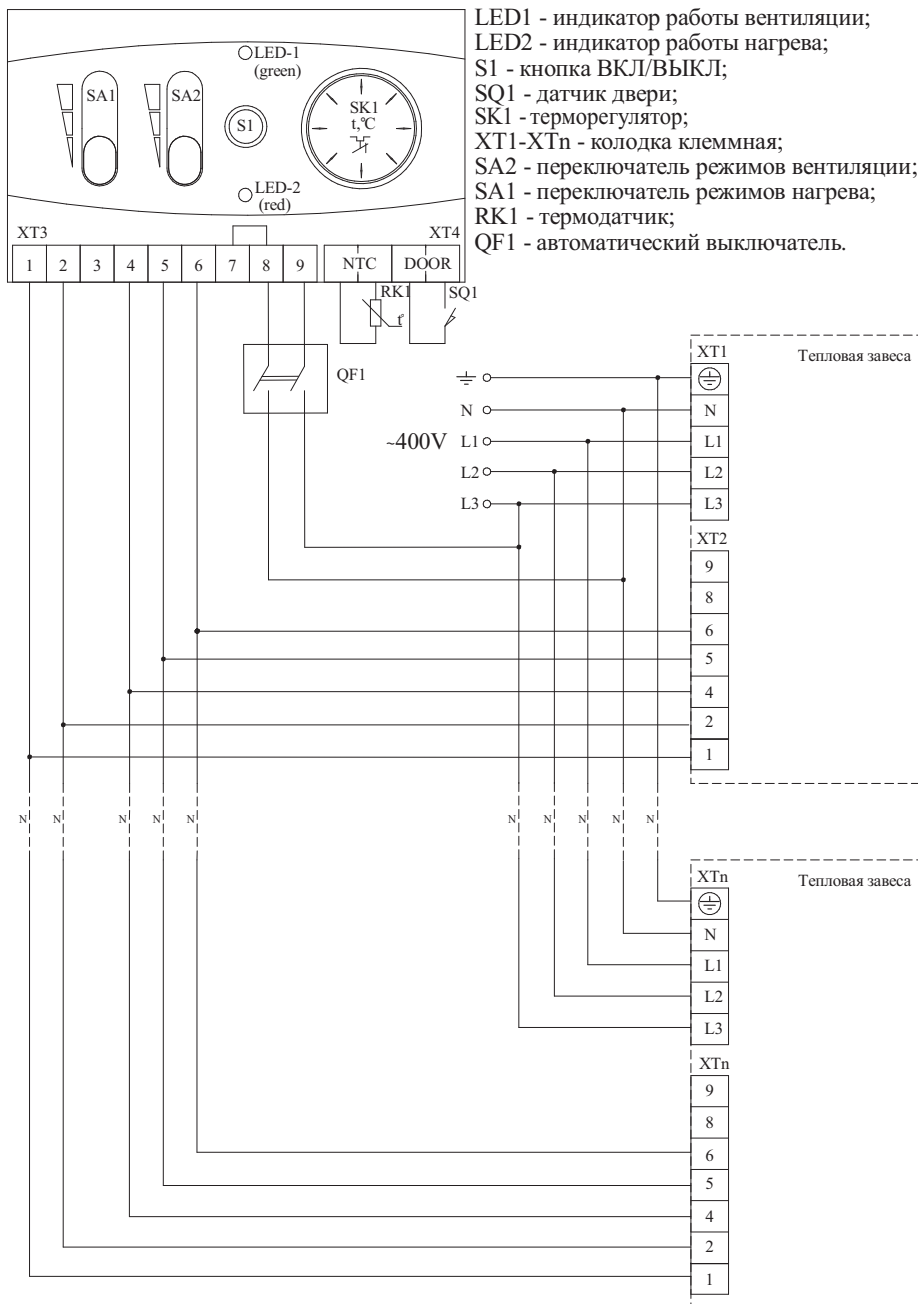 LED1 - индикатор работы вентиляции;
LED2 - индикатор работы нагрева;
S1 - кнопка ВКЛ/ВЫКЛ;
SQ1 - датчик двери;
SK1 - терморегулятор;
XT1-XTn - колодка клеммная;
SA2 - переключатель режимов вентиляции;
SA1 - переключатель режимов нагрева;
RK1 - термодатчик;
QF1 - автоматический выключатель.
LED-1
(green)
SA1
SA2
S1
SK1
t,°C
LED-2
(red)
XT3
XT4
1 2 3 4 5 6 7 8 9
NTC
DOOR
RK1
t°
SQ1
QF1
~400V
N
L1
L2
L3
XT1
Тепловая завеса
N
L1
L2
L3
XT2
9
8
6
5
4
2
1
N N N N N N N N N N
XTn
Тепловая завеса
N
L1
L2
L3
XTn
9
8
6
5
4
2
1